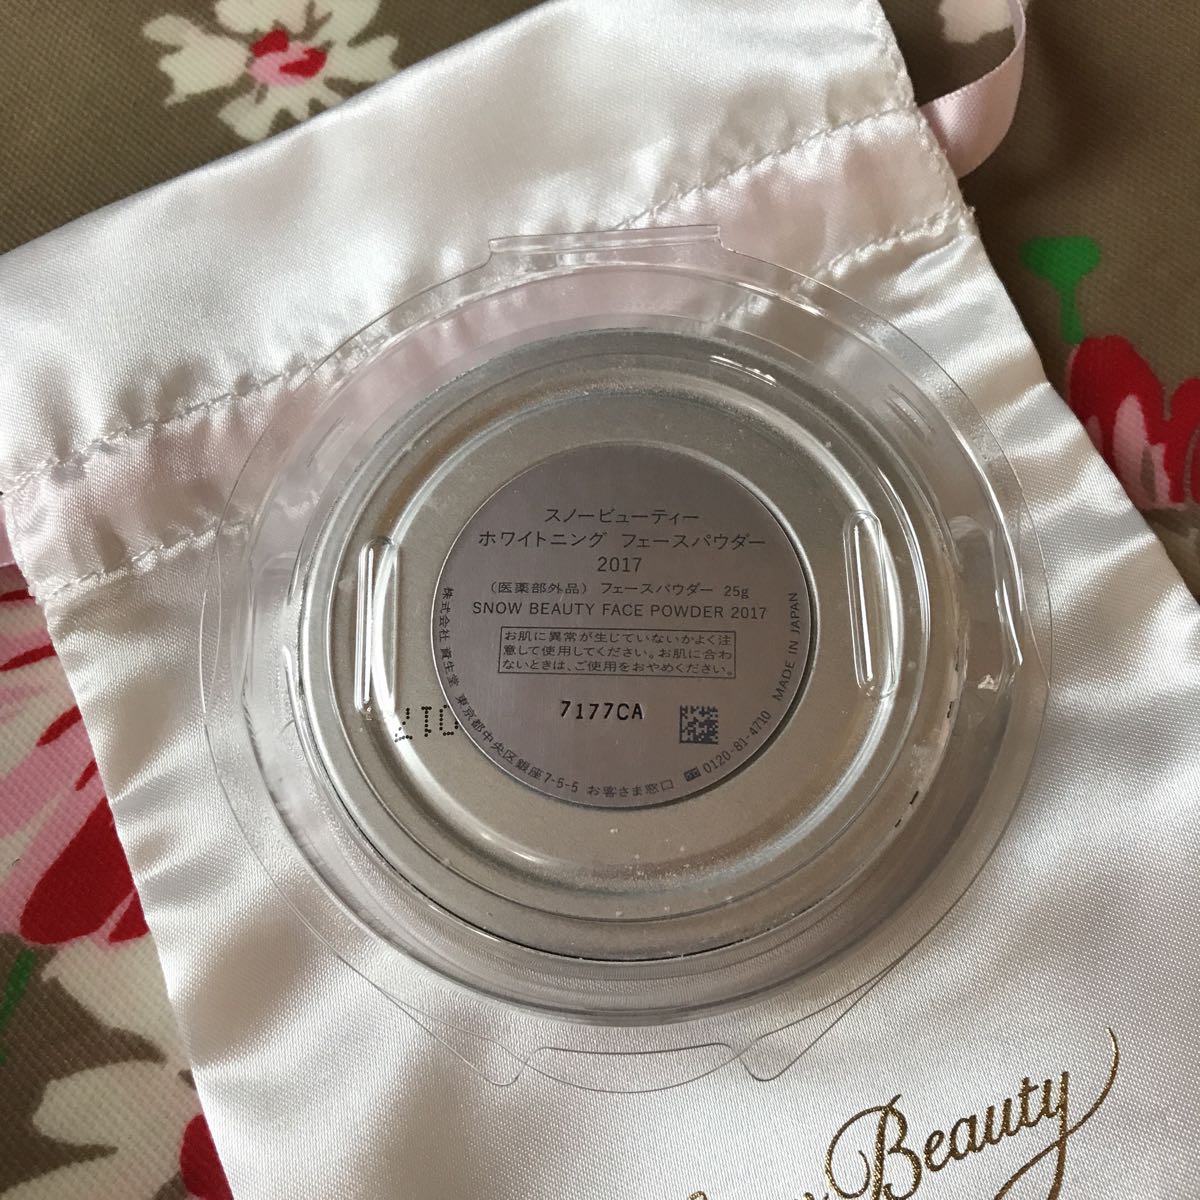 スノービューティー
ホワイトニング フェースパウダー
2017
（医薬部外品） フェースパウダー 25g
SNOW BEAUTY FACE POWDER 2017
お肌に異常が生じていないかよく注
意して使用してください。お肌に合わ
ないときは、ご使用をおやめください。
7177CA
株式会社 資生堂 東京都中央区銀座7-5-5 お客さま窓口 ☎0120-81-4710 MADE IN JAPAN
Beauty